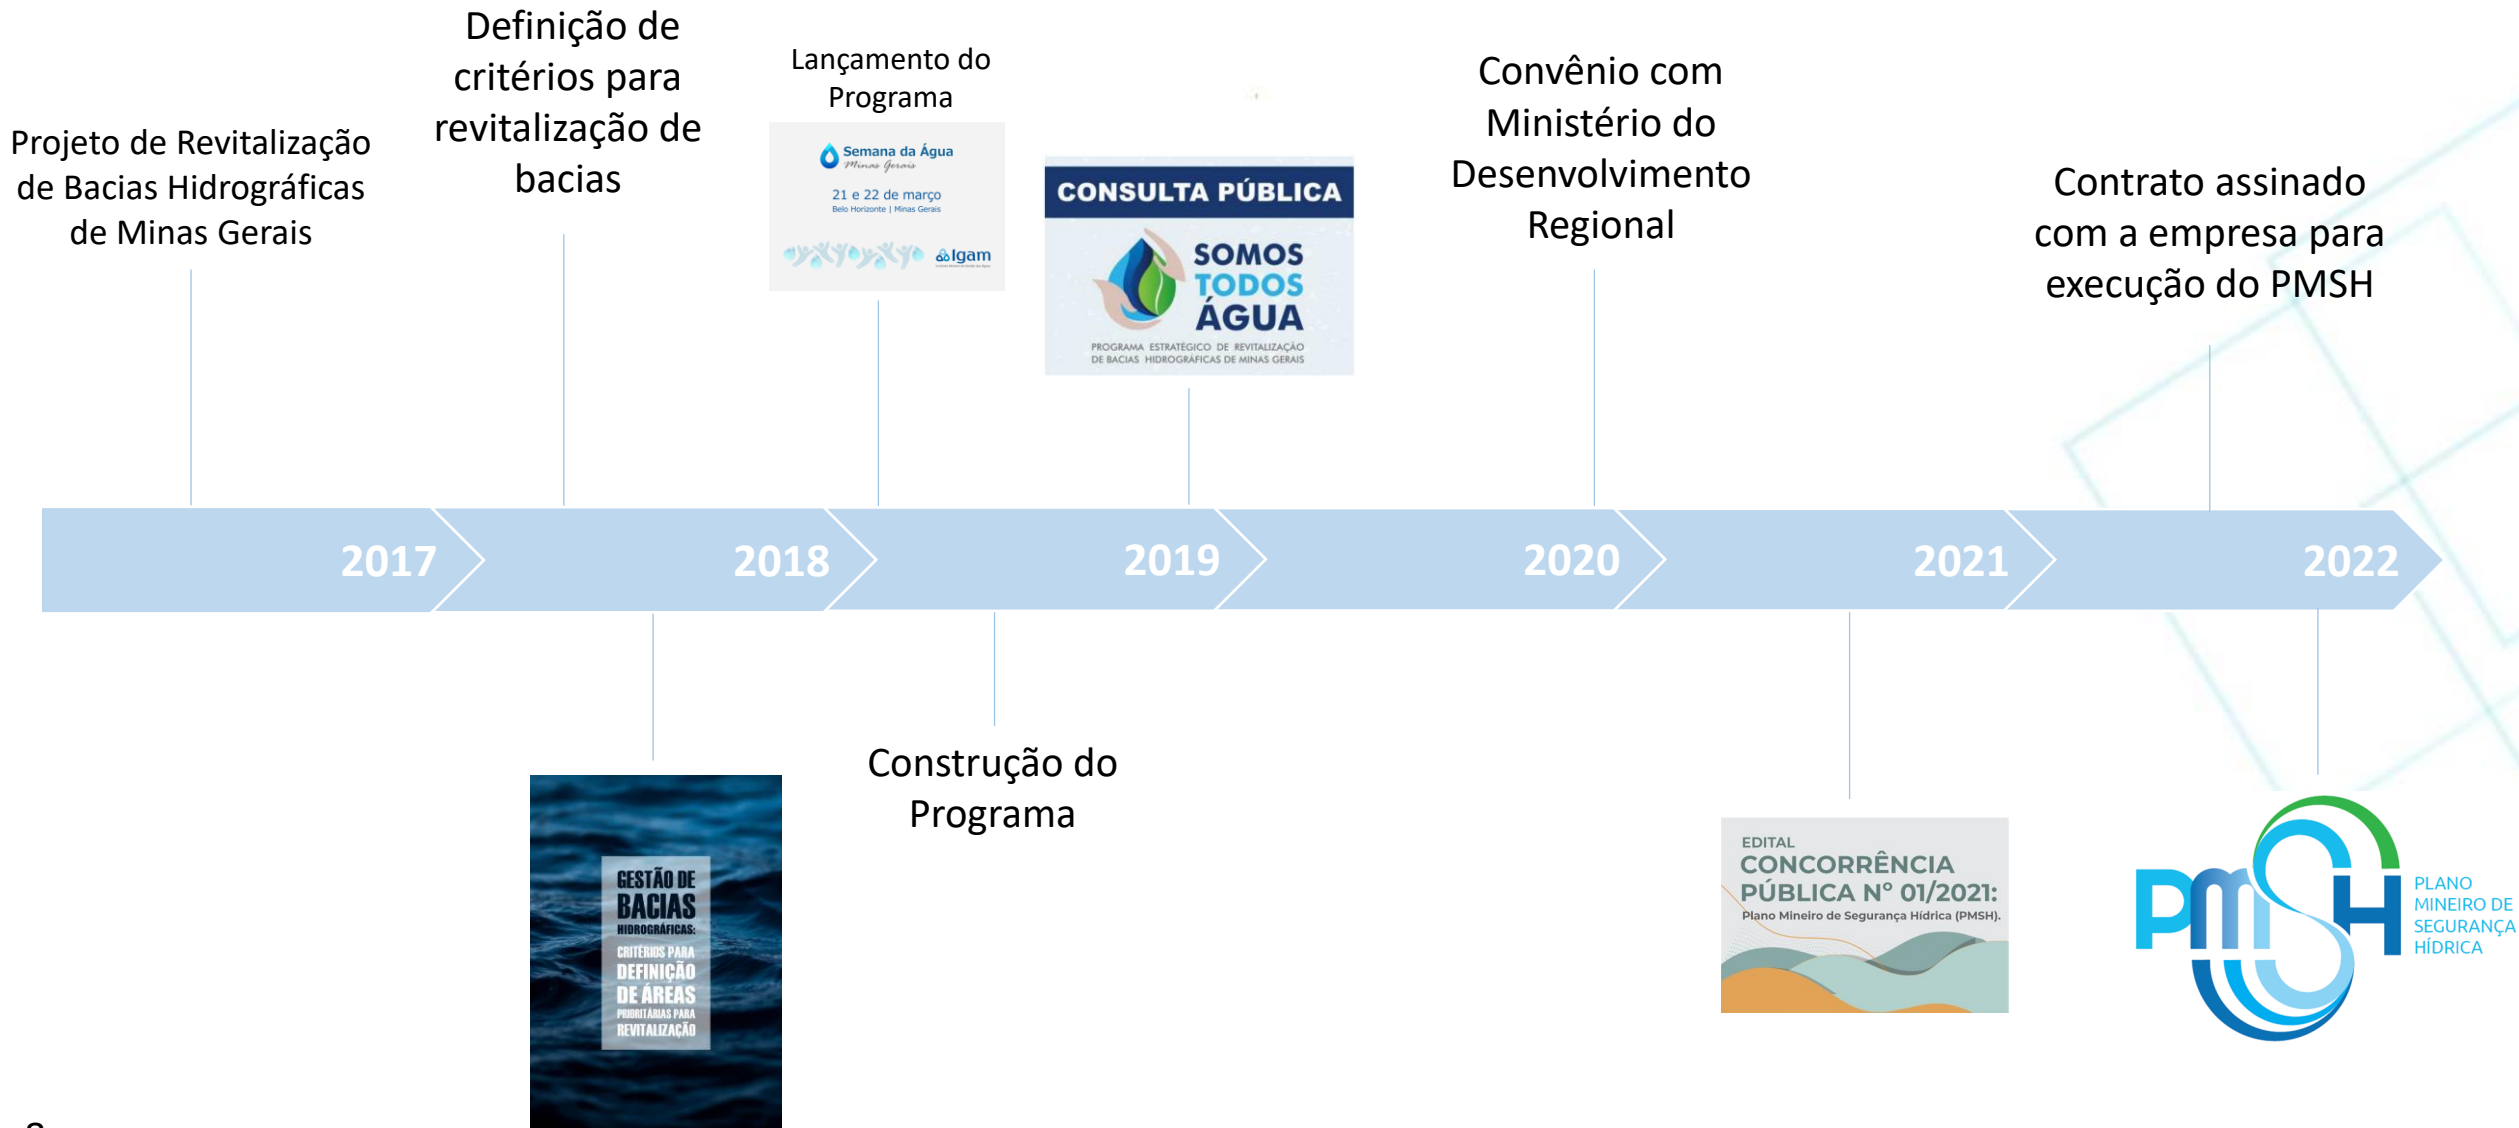 Projeto de Revitalização
de Bacias Hidrográficas
de Minas Gerais
Definição de
critérios para
revitalização de
bacias
Lançamento do
Programa
Semana da Água
Minas Gerais
21 e 22 de março
Belo Horizonte | Minas Gerais
Igam
CONSULTA PÚBLICA
SOMOS
TODOS
ÁGUA
PROGRAMA ESTRATÉGICO DE REVITALIZAÇÃO
DE BACIAS HIDROGRÁFICAS DE MINAS GERAIS
Convênio com
Ministério do
Desenvolvimento
Regional
Contrato assinado
com a empresa para
execução do PMSH
2017
2018
2019
2020
2021
2022
GESTÃO DE
BACIAS
HIDROGRÁFICAS:
CRITÉRIOS PARA
DEFINIÇÃO
DE ÁREAS
PRIORITÁRIAS PARA
REVITALIZAÇÃO
Construção do
Programa
EDITAL
CONCORRÊNCIA
PÚBLICA Nº 01/2021:
Plano Mineiro de Segurança Hídrica (PMSH).
PMSH
PLANO
MINEIRO DE
SEGURANÇA
HÍDRICA